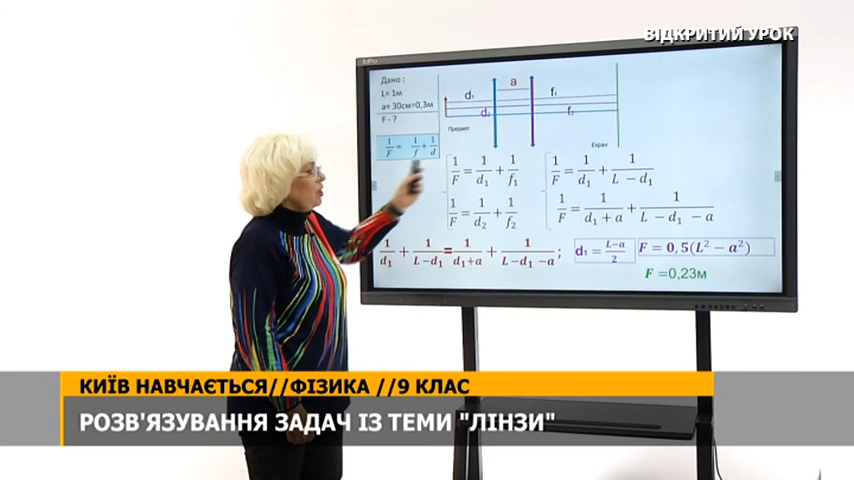 ВІДКРИТИЙ УРОК
EdPro
Дано :
L= 1м
a= 30см=0,3м
F - ?
1/F = 1/f + 1/d
d₁ a f₁
d₂ f₂
Предмет
Екран
1/F = 1/d₁ + 1/f₁
1/F = 1/d₂ + 1/f₂
1/F = 1/d₁ + 1/(L − d₁)
1/F = 1/(d₁ + a) + 1/(L − d₁ − a)
1/d₁ + 1/(L−d₁) = 1/(d₁+a) + 1/(L−d₁ −a) ;
d₁ = (L−a)/2
F = 0,5(L² − a²)
F =0,23м
КИЇВ НАВЧАЄТЬСЯ//ФІЗИКА //9 КЛАС
РОЗВ'ЯЗУВАННЯ ЗАДАЧ ІЗ ТЕМИ "ЛІНЗИ"